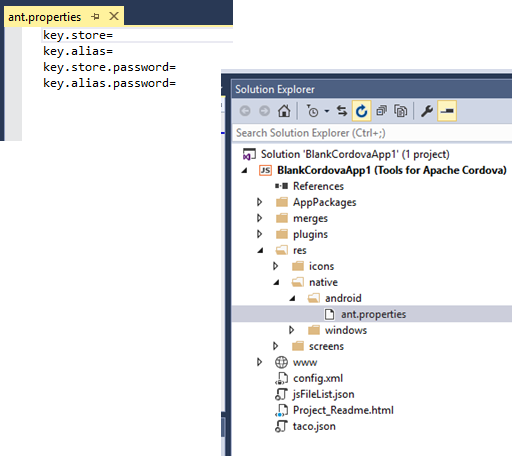 ant.properties
key.store=
key.alias=
key.store.password=
key.alias.password=
Solution Explorer
Search Solution Explorer (Ctrl+;)
Solution 'BlankCordovaApp1' (1 project)
JS BlankCordovaApp1 (Tools for Apache Cordova)
References
AppPackages
merges
plugins
res
icons
native
android
ant.properties
windows
screens
www
config.xml
jsFileList.json
Project_Readme.html
taco.json